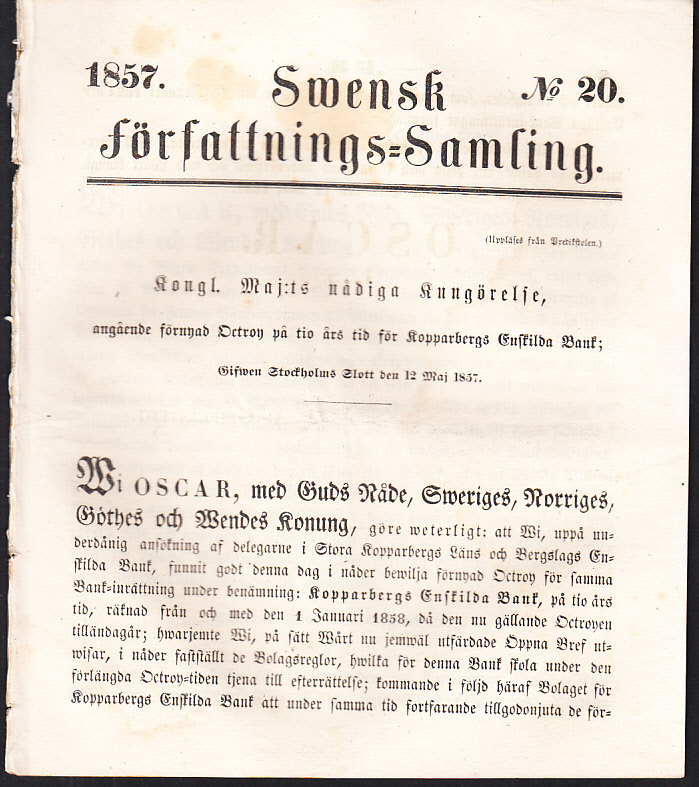 1857.
Swensk
№ 20.
Författnings=Samling.
(Uppläses från Predikstolen.)
Kongl. Maj:ts nådiga Kungörelse,
angående förnyad Octroy på tio års tid för Kopparbergs Enskilda Bank;
Gifwen Stockholms Slott den 12 Maj 1857.
Wi OSCAR, med Guds Nåde, Sweriges, Norriges,
Göthes och Wendes Konung, göre weterligt: att Wi, uppå un-
derdånig ansökning af delegarne i Stora Kopparbergs Läns och Bergslags En-
skilda Bank, funnit godt denna dag i nåder bewilja förnyad Octroy för samma
Bank-inrättning under benämning: Kopparbergs Enskilda Bank, på tio års
tid, räknad från och med den 1 Januari 1858, då den nu gällande Octroyen
tilländagår; hwarjemte Wi, på sätt Wårt nu jemwäl utfärdade Öppna Bref ut-
wisar, i nåder fastställt de Bolagsreglor, hwilka för denna Bank skola under den
förlängda Octroy=tiden tjena till efterrättelse; kommande i följd häraf Bolaget för
Kopparbergs Enskilda Bank att under samma tid fortfarande tillgodonjuta de för-